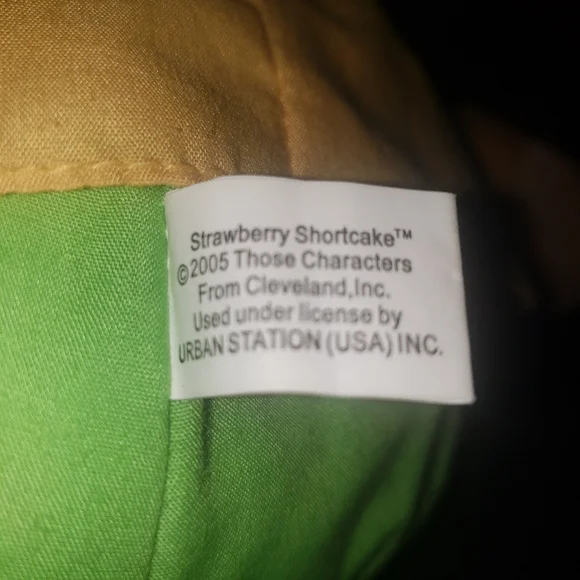 Strawberry Shortcake™
©2005 Those Characters
From Cleveland,Inc.
Used under license by
URBAN STATION (USA) INC.